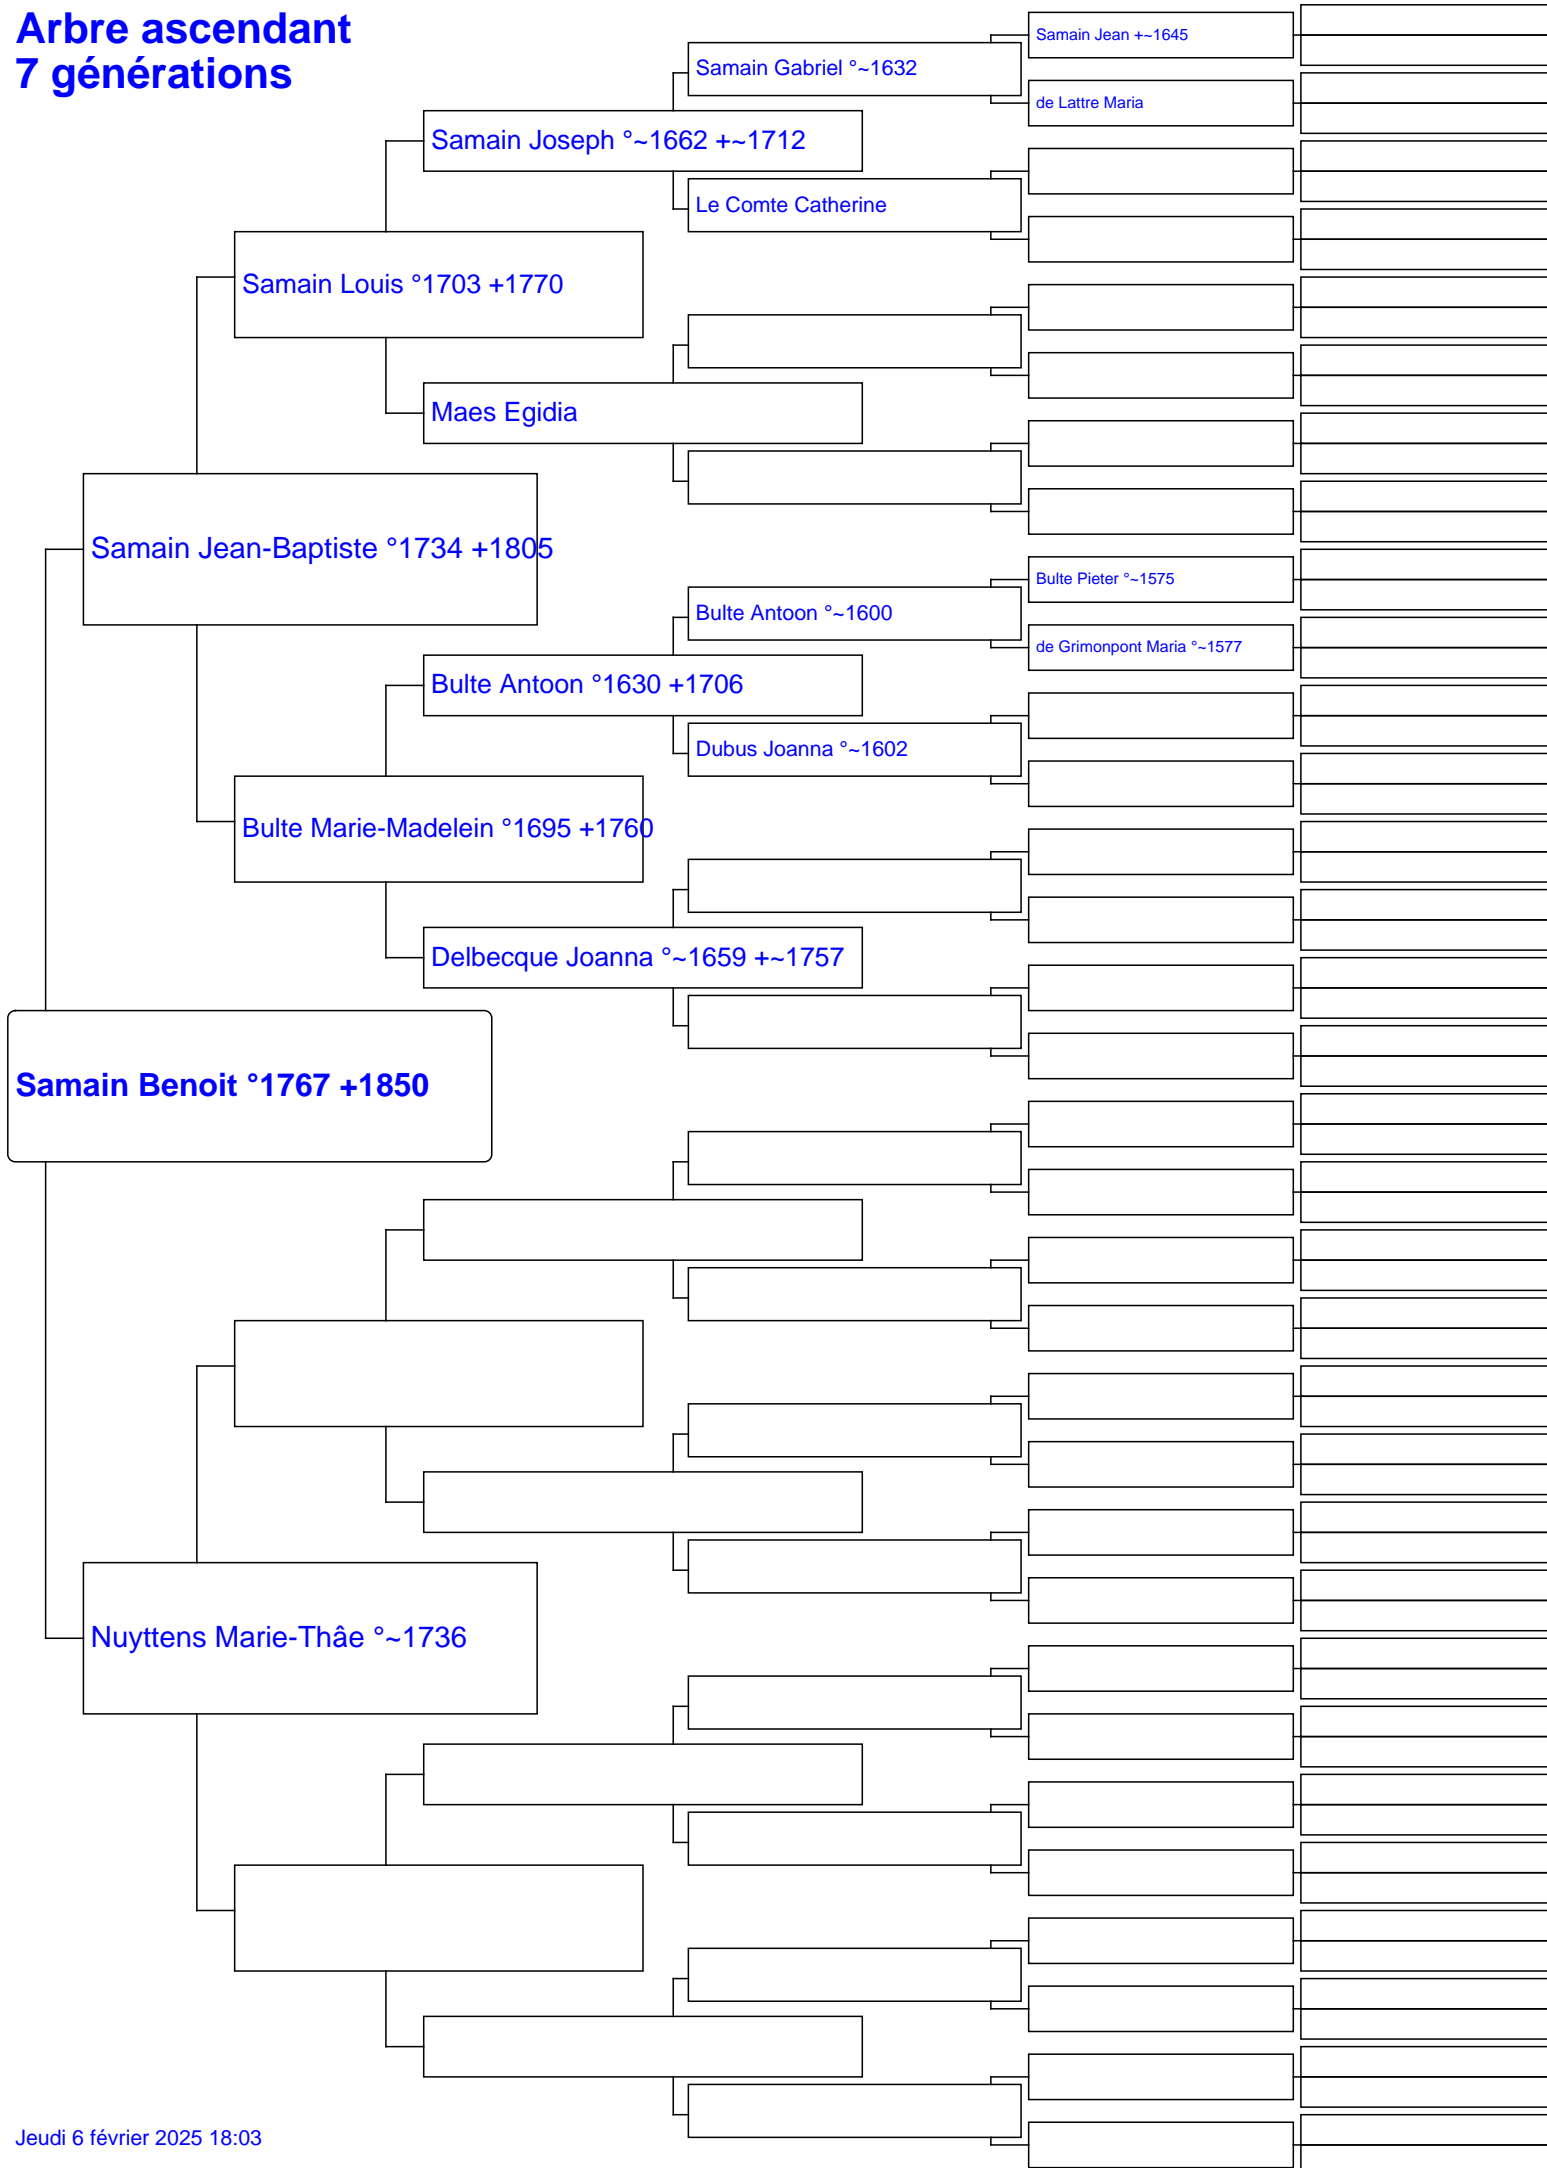 Arbre ascendant
7 générations
Samain Jean +~1645
Samain Gabriel °~1632
de Lattre Maria
Samain Joseph °~1662 +~1712
Le Comte Catherine
Samain Louis °1703 +1770
Maes Egidia
Samain Jean-Baptiste °1734 +1805
Bulte Pieter °~1575
Bulte Antoon °~1600
de Grimonpont Maria °~1577
Bulte Antoon °1630 +1706
Dubus Joanna °~1602
Bulte Marie-Madelein °1695 +1760
Delbecque Joanna °~1659 +~1757
Samain Benoit °1767 +1850
Nuyttens Marie-Thâe °~1736
Jeudi 6 février 2025 18:03